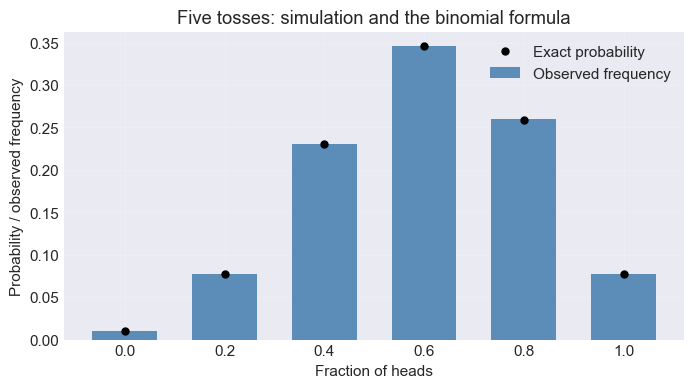 Five tosses: simulation and the binomial formula
Exact probability
Observed frequency
Probability / observed frequency
0.35
0.30
0.25
0.20
0.15
0.10
0.05
0.00
0.0 0.2 0.4 0.6 0.8 1.0
Fraction of heads